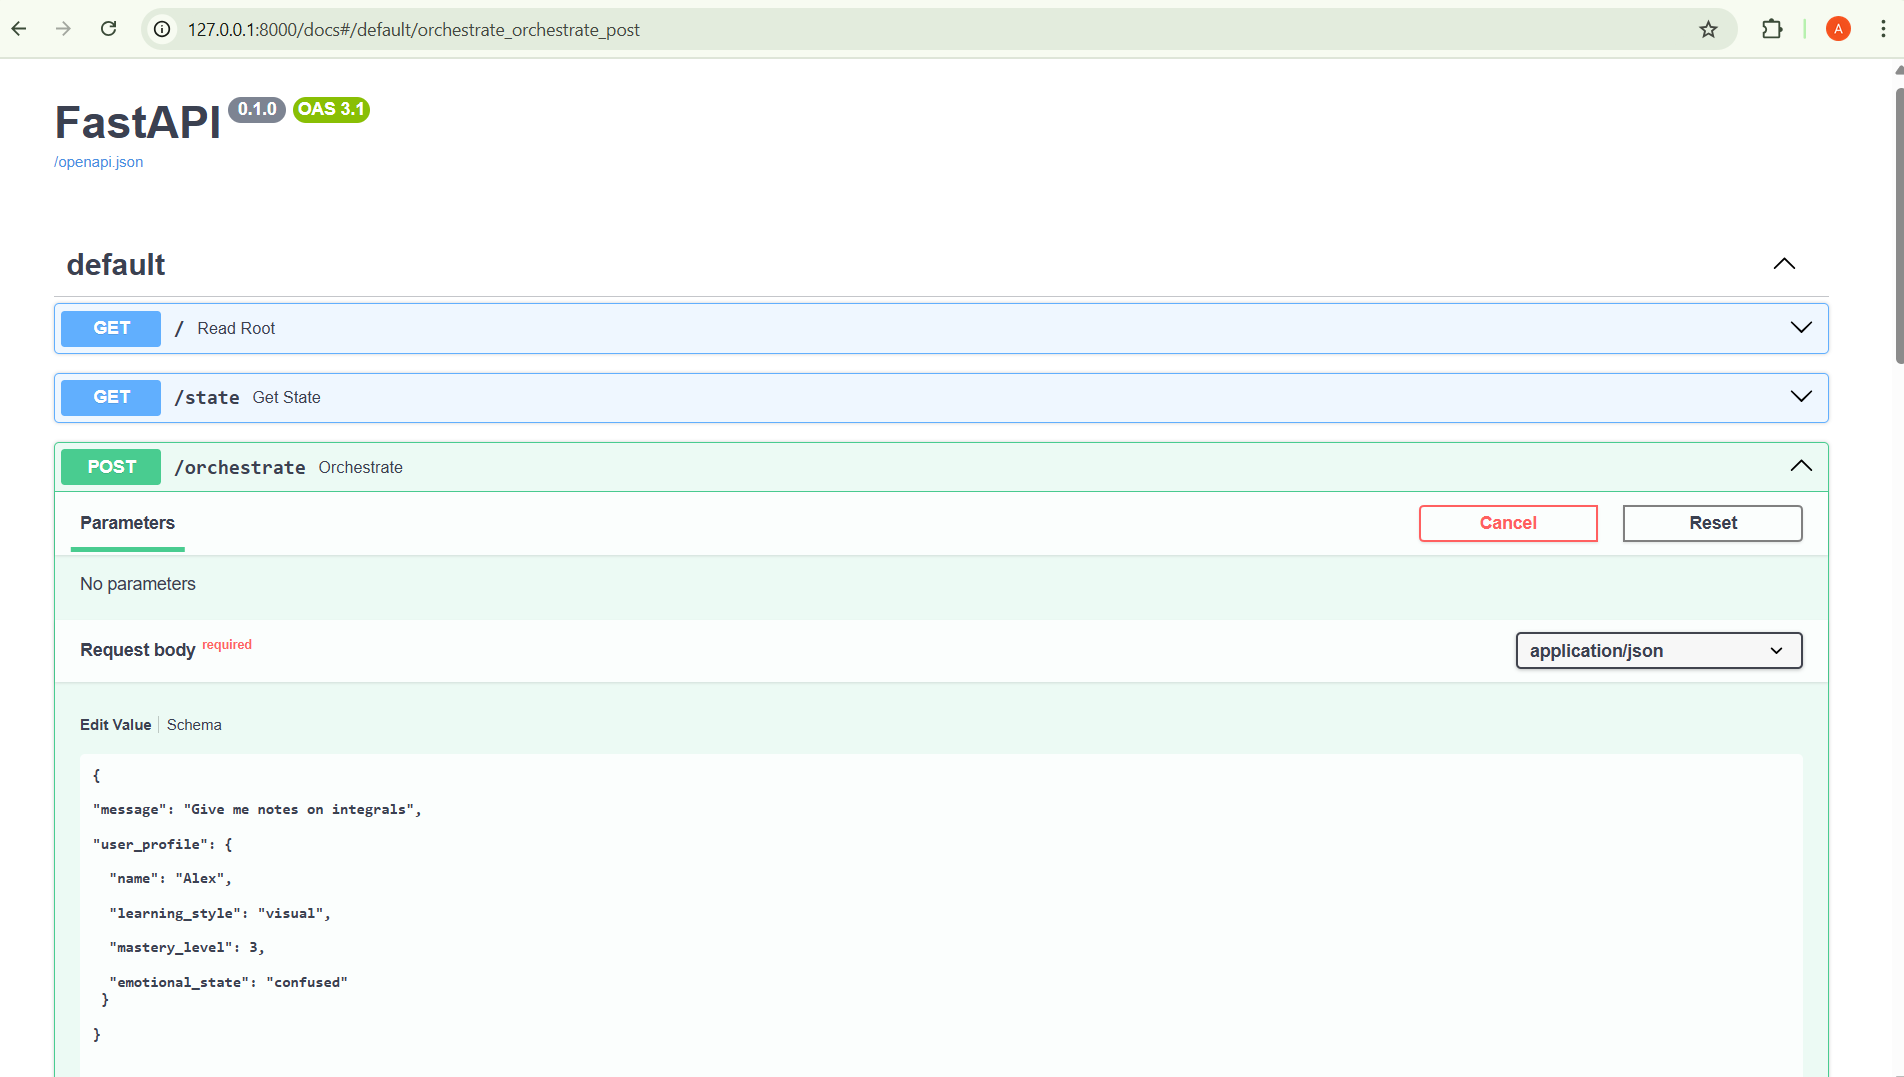 127.0.0.1:8000/docs#/default/orchestrate_orchestrate_post
A
FastAPI 0.1.0 OAS 3.1
/openapi.json
default
GET / Read Root
GET /state Get State
POST /orchestrate Orchestrate
Parameters Cancel Reset
No parameters
Request body required application/json
Edit Value Schema
{
"message": "Give me notes on integrals",
"user_profile": {
"name": "Alex",
"learning_style": "visual",
"mastery_level": 3,
"emotional_state": "confused"
}
}